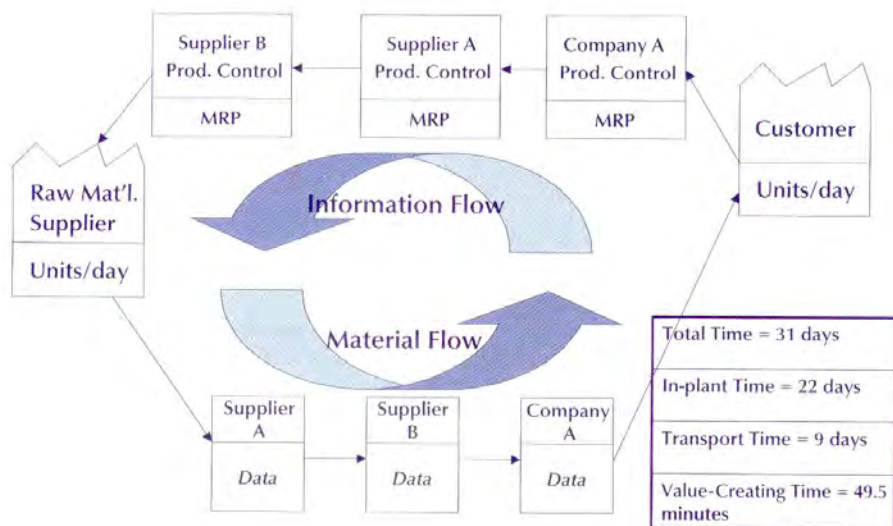 Supplier B
Prod. Control
MRP
Supplier A
Prod. Control
MRP
Company A
Prod. Control
MRP
Customer
Units/day
Raw Mat'l.
Supplier
Units/day
Information Flow
Material Flow
Supplier
A
Data
Supplier
B
Data
Company
A
Data
Total Time = 31 days
In-plant Time = 22 days
Transport Time = 9 days
Value-Creating Time = 49.5
minutes